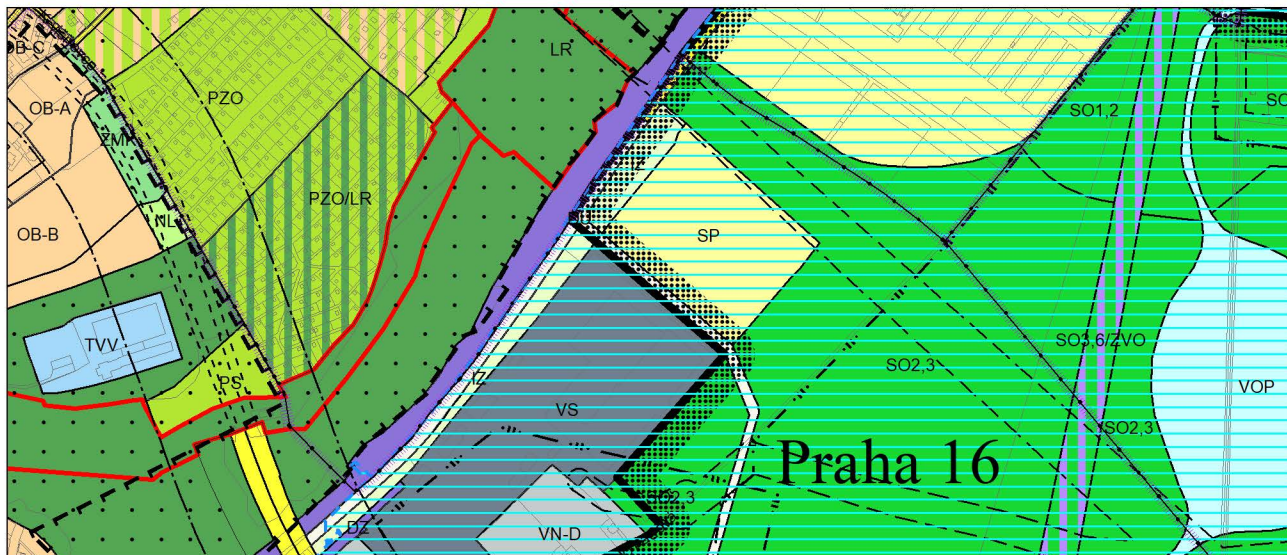 OB-C
LR
OB-A
PZO
SO1,2
ZMK
PZO/LR
NL
OB-B
SP
TVV
SO3,6/ZVO
SO2,3
PS
IZ
VS
VOP
SO2,3
Praha 16
SO2,3
DZ
VN-D